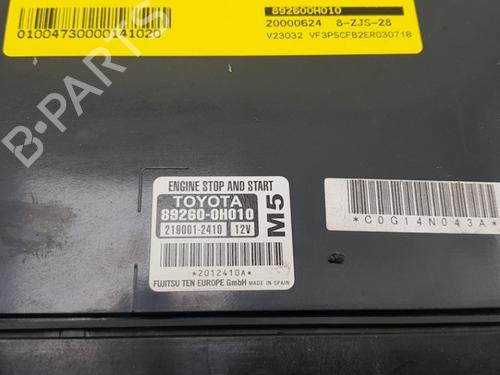 892600H010
20000624 8-ZJS-28
01004730000141020
V23032 VF3P5CFB2ER030718
B-PARTS
ENGINE STOP AND START
TOYOTA
89260-0H010
219001-2410 12V
M5
*2012410A*
FUJITSU TEN EUROPE GmbH MADE IN SPAIN
*C0G14N043A*